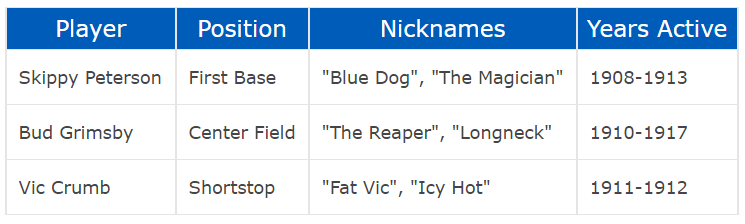 Player Position Nicknames Years Active
Skippy Peterson First Base "Blue Dog", "The Magician" 1908-1913
Bud Grimsby Center Field "The Reaper", "Longneck" 1910-1917
Vic Crumb Shortstop "Fat Vic", "Icy Hot" 1911-1912